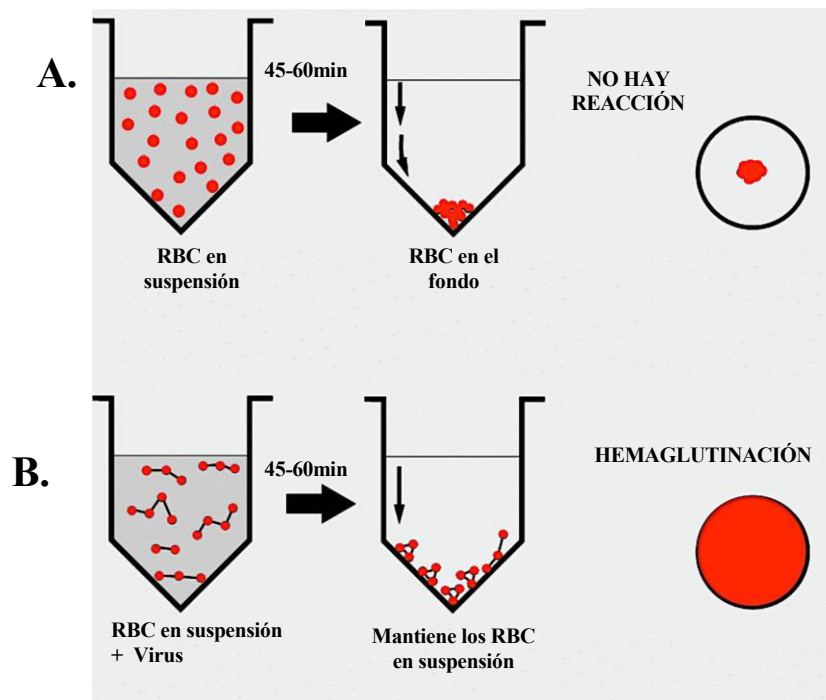 A.
45-60min
NO HAY
REACCIÓN
RBC en
suspensión
RBC en el
fondo
B.
45-60min
HEMAGLUTINACIÓN
RBC en suspensión
+ Virus
Mantiene los RBC
en suspensión